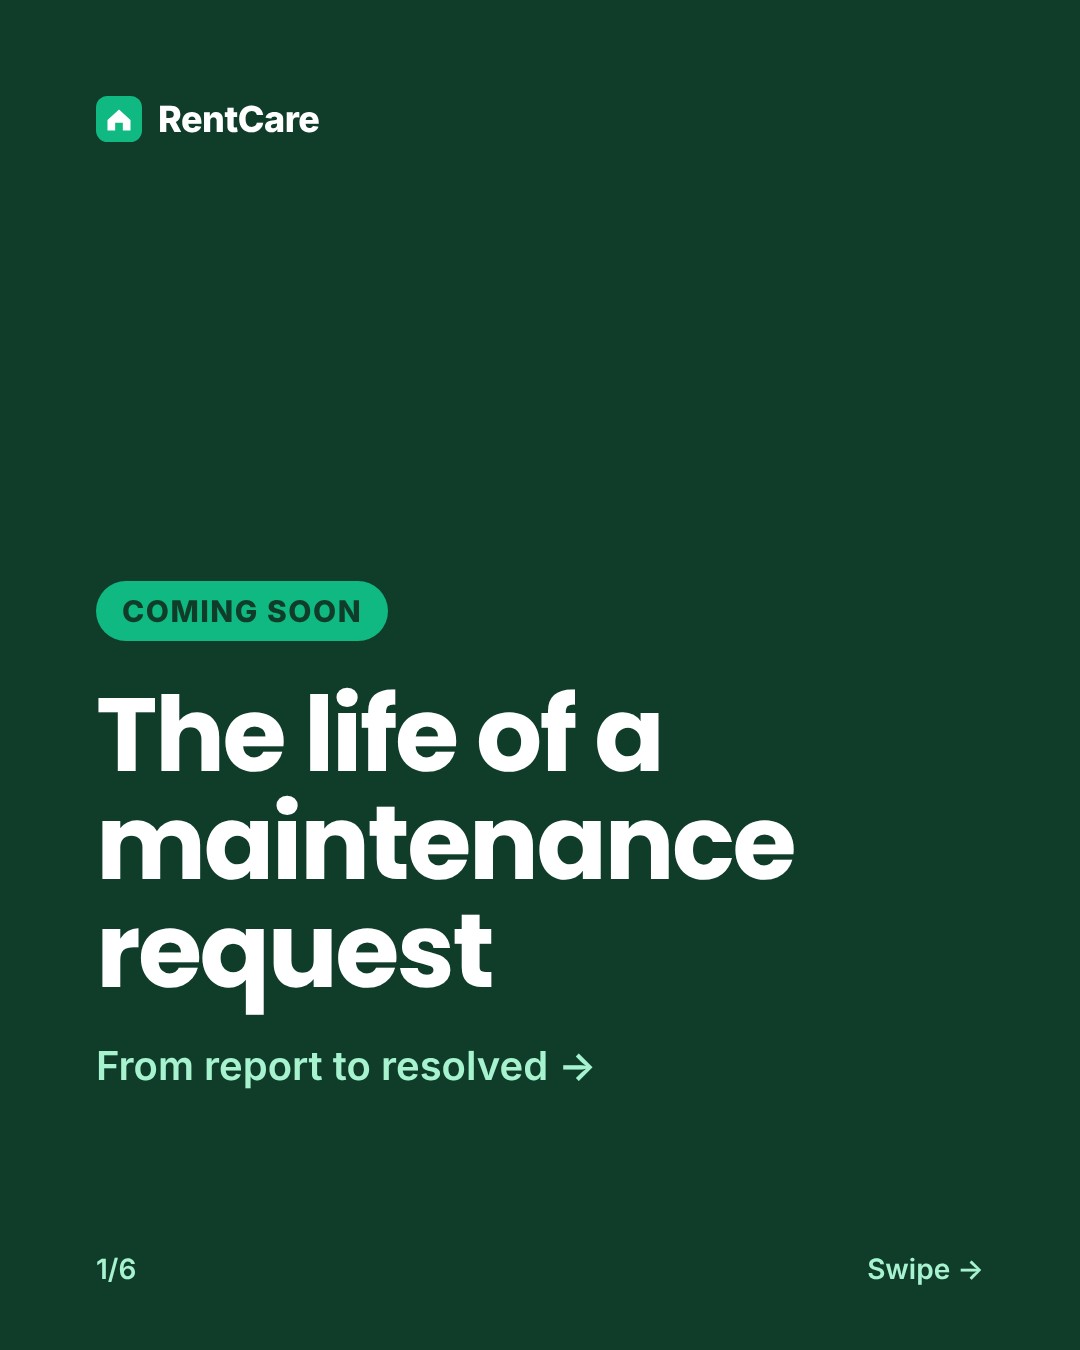 RentCare
COMING SOON
The life of a
maintenance
request
From report to resolved →
1/6
Swipe →